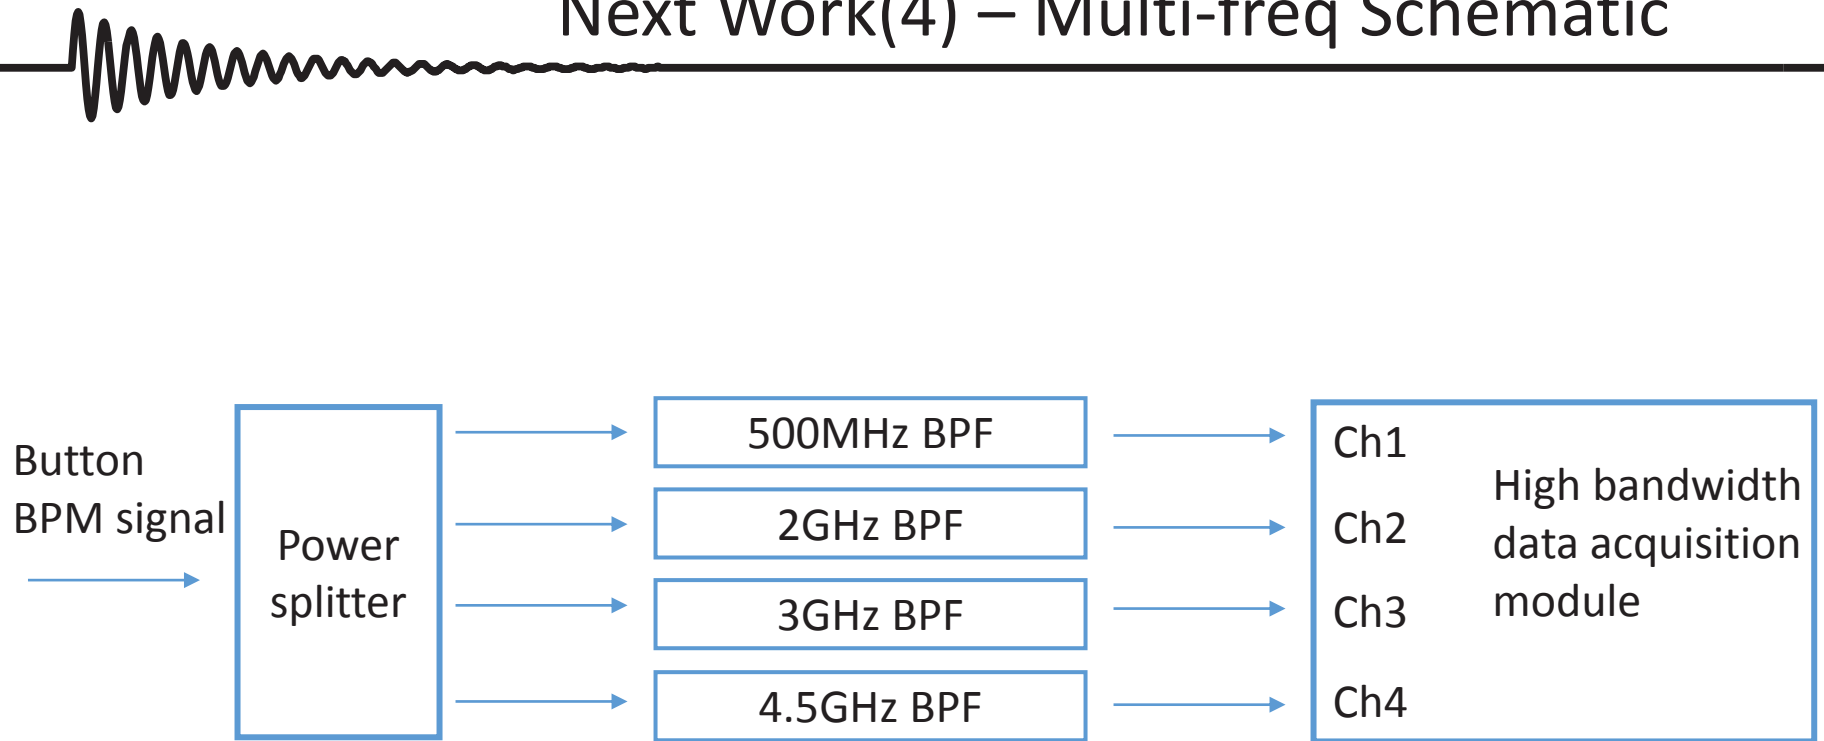 Next Work(4) – Multi-freq Schematic
Button
BPM signal
Power
splitter
500MHz BPF
2GHz BPF
3GHz BPF
4.5GHz BPF
Ch1
Ch2
Ch3
Ch4
High bandwidth
data acquisition
module